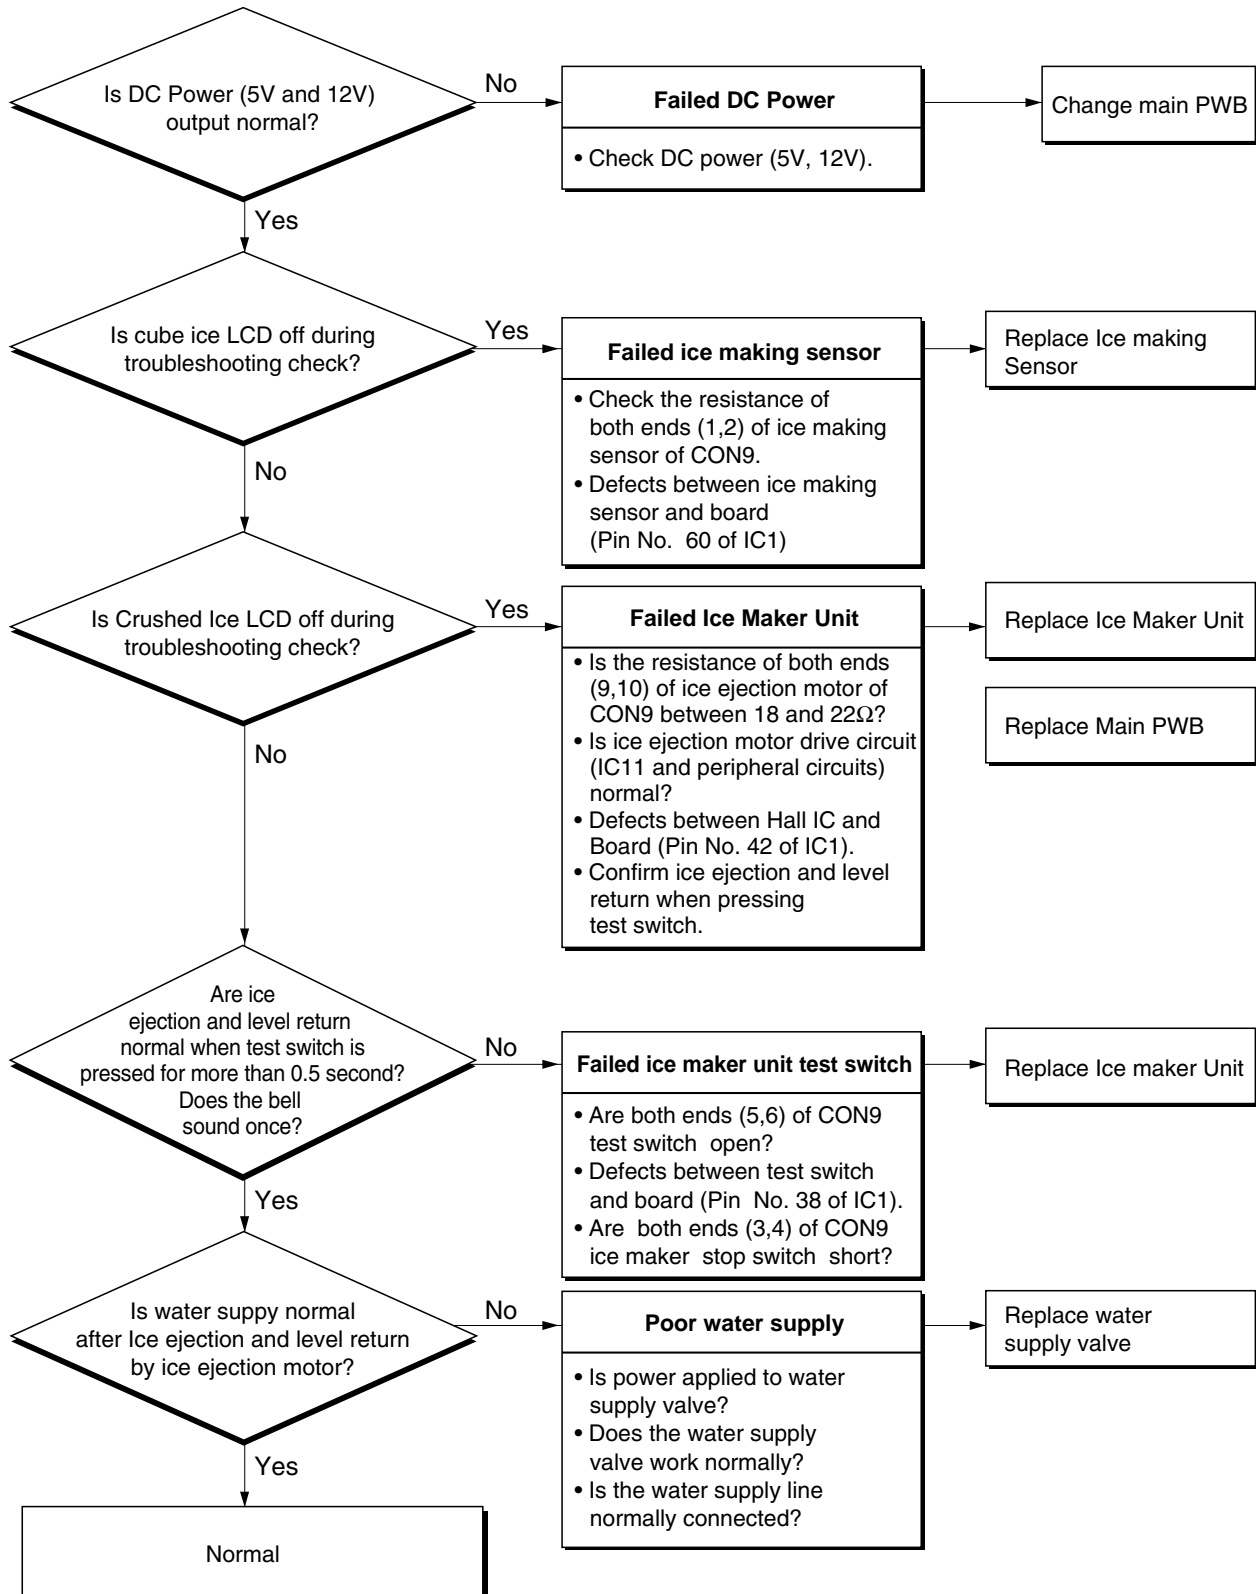 Is DC Power (5V and 12V)
output normal?
No
Failed DC Power
• Check DC power (5V, 12V).
Change main PWB
Yes
Is cube ice LCD off during
troubleshooting check?
Yes
Failed ice making sensor
• Check the resistance of
both ends (1,2) of ice making
sensor of CON9.
• Defects between ice making
sensor and board
(Pin No. 60 of IC1)
Replace Ice making
Sensor
No
Is Crushed Ice LCD off during
troubleshooting check?
Yes
Failed Ice Maker Unit
• Is the resistance of both ends
(9,10) of ice ejection motor of
CON9 between 18 and 22Ω?
• Is ice ejection motor drive circuit
(IC11 and peripheral circuits)
normal?
• Defects between Hall IC and
Board (Pin No. 42 of IC1).
• Confirm ice ejection and level
return when pressing
test switch.
Replace Ice Maker Unit
Replace Main PWB
No
Are ice
ejection and level return
normal when test switch is
pressed for more than 0.5 second?
Does the bell
sound once?
No
Failed ice maker unit test switch
• Are both ends (5,6) of CON9
test switch open?
• Defects between test switch
and board (Pin No. 38 of IC1).
• Are both ends (3,4) of CON9
ice maker stop switch short?
Replace Ice maker Unit
Yes
Is water suppy normal
after Ice ejection and level return
by ice ejection motor?
No
Poor water supply
• Is power applied to water
supply valve?
• Does the water supply
valve work normally?
• Is the water supply line
normally connected?
Replace water
supply valve
Yes
Normal